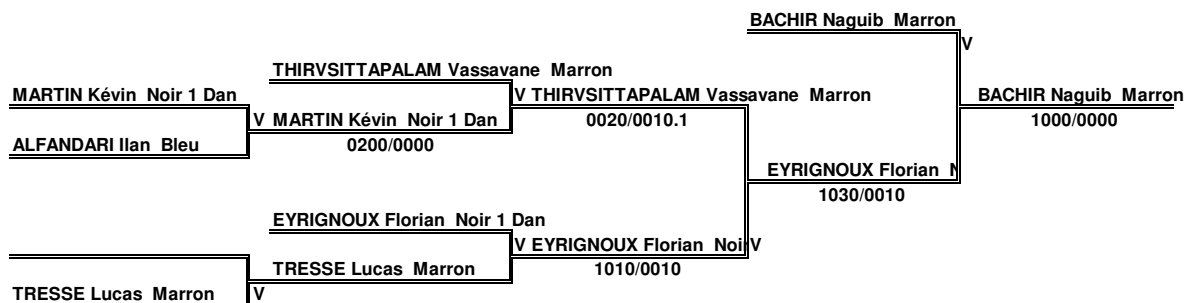 BACHIR Naguib Marron
V
THIRVSITTAPALAM Vassavane Marron
MARTIN Kévin Noir 1 Dan
V THIRVSITTAPALAM Vassavane Marron
BACHIR Naguib Marron
V MARTIN Kévin Noir 1 Dan
0020/0010.1
1000/0000
ALFANDARI Ilan Bleu
0200/0000
EYRIGNOUX Florian N
1030/0010
EYRIGNOUX Florian Noir 1 Dan
V EYRIGNOUX Florian Noir V
TRESSE Lucas Marron
1010/0010
TRESSE Lucas Marron
V